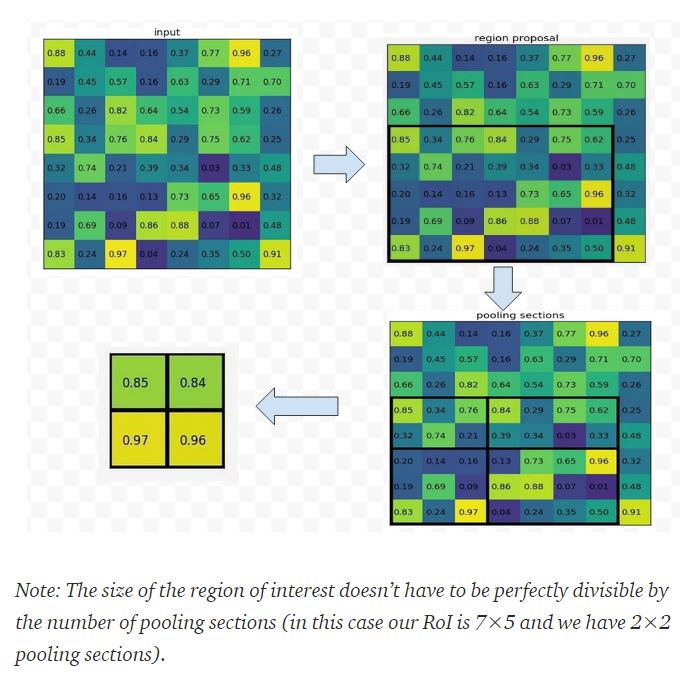 input
0.88 0.44 0.14 0.16 0.37 0.77 0.96 0.27
0.19 0.45 0.57 0.16 0.63 0.29 0.71 0.70
0.66 0.26 0.82 0.64 0.54 0.73 0.59 0.26
0.85 0.34 0.76 0.84 0.29 0.75 0.62 0.25
0.32 0.74 0.21 0.39 0.34 0.03 0.33 0.48
0.20 0.14 0.16 0.13 0.73 0.65 0.96 0.32
0.19 0.69 0.09 0.86 0.88 0.07 0.01 0.48
0.83 0.24 0.97 0.04 0.24 0.35 0.50 0.91
region proposal
0.88 0.44 0.14 0.16 0.37 0.77 0.96 0.27
0.19 0.45 0.57 0.16 0.63 0.29 0.71 0.70
0.66 0.26 0.82 0.64 0.54 0.73 0.59 0.26
0.85 0.34 0.76 0.84 0.29 0.75 0.62 0.25
0.32 0.74 0.21 0.39 0.34 0.03 0.33 0.48
0.20 0.14 0.16 0.13 0.73 0.65 0.96 0.32
0.19 0.69 0.09 0.86 0.88 0.07 0.01 0.48
0.83 0.24 0.97 0.04 0.24 0.35 0.50 0.91
pooling sections
0.88 0.44 0.14 0.16 0.37 0.77 0.96 0.27
0.19 0.45 0.57 0.16 0.63 0.29 0.71 0.70
0.66 0.26 0.82 0.64 0.54 0.73 0.59 0.26
0.85 0.34 0.76 0.84 0.29 0.75 0.62 0.25
0.32 0.74 0.21 0.39 0.34 0.03 0.33 0.48
0.20 0.14 0.16 0.13 0.73 0.65 0.96 0.32
0.19 0.69 0.09 0.86 0.88 0.07 0.01 0.48
0.83 0.24 0.97 0.04 0.24 0.35 0.50 0.91
0.85 0.84
0.97 0.96
Note: The size of the region of interest doesn’t have to be perfectly divisible by
the number of pooling sections (in this case our RoI is 7×5 and we have 2×2
pooling sections).